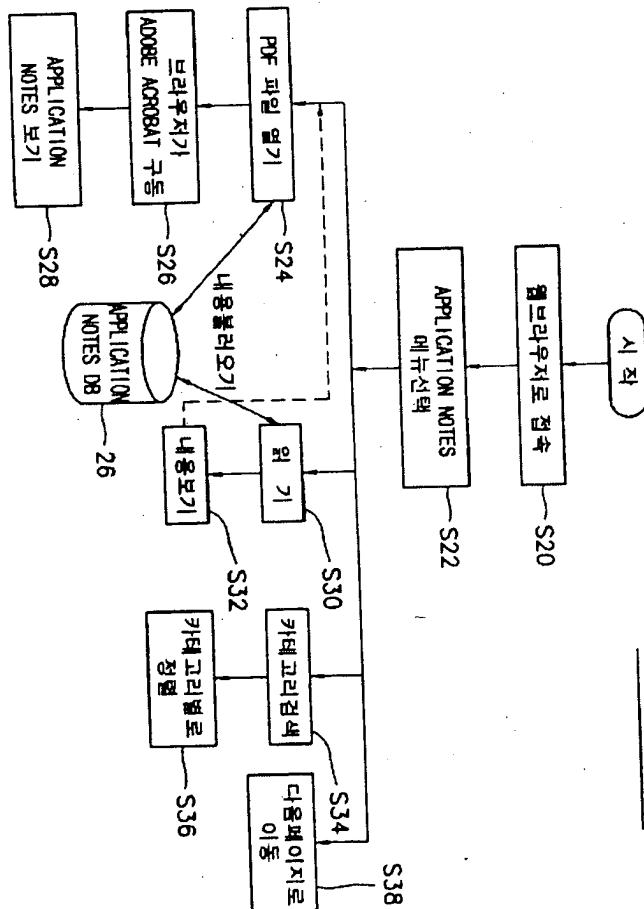 시 작
웹브라우저로 접속
S20
APPLICATION NOTES
메뉴선택
S22
PDF 파일 열기
S24
브라우저가
ADOBE ACROBAT 구동
S26
APPLICATION
NOTES 보기
S28
내용불러오기
APPLICATION
NOTES DB
26
읽 기
S30
내용보기
S32
카테고리검색
S34
카테고리별로
정렬
S36
다음페이지로
이동
S38